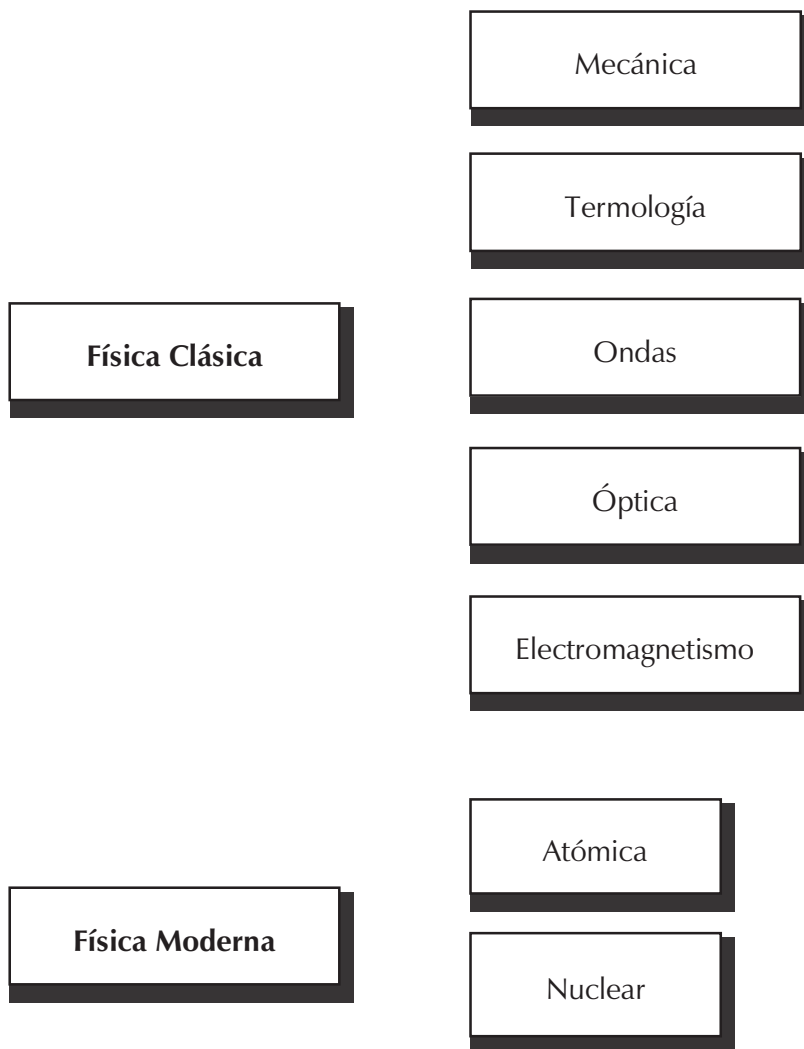 Física Clásica
Mecánica
Termología
Ondas
Óptica
Electromagnetismo
Física Moderna
Atómica
Nuclear